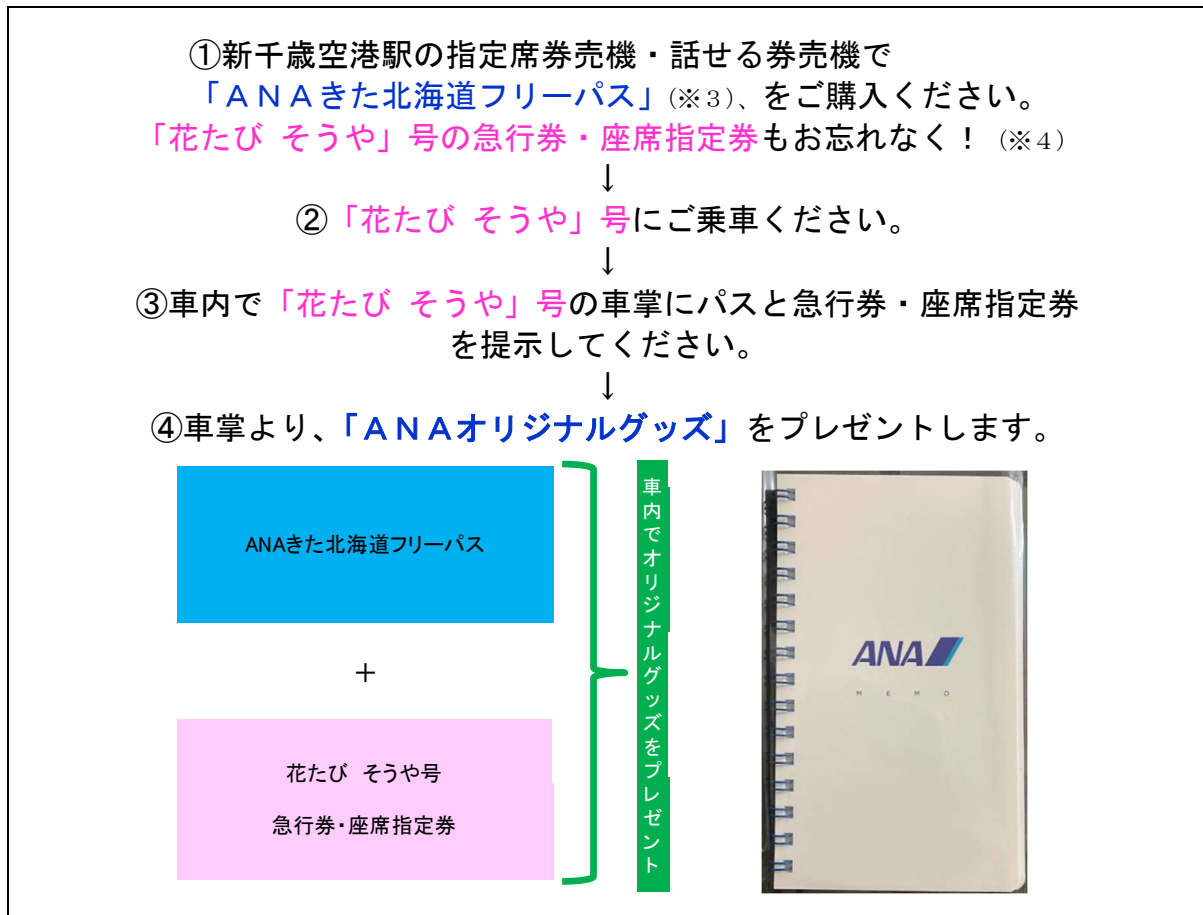 ①新千歳空港駅の指定席券売機・話せる券売機で
「ＡＮＡきた北海道フリーパス」(※３)、をご購入ください。
「花たび そうや」号の急行券・座席指定券もお忘れなく！ (※４)
↓
②「花たび そうや」号にご乗車ください。
↓
③車内で「花たび そうや」号の車掌にパスと急行券・座席指定券
を提示してください。
↓
④車掌より、「ＡＮＡオリジナルグッズ」をプレゼントします。
ANAきた北海道フリーパス
+
花たび そうや号
急行券・座席指定券
車内でオリジナルグッズをプレゼント
ANA
MEMO